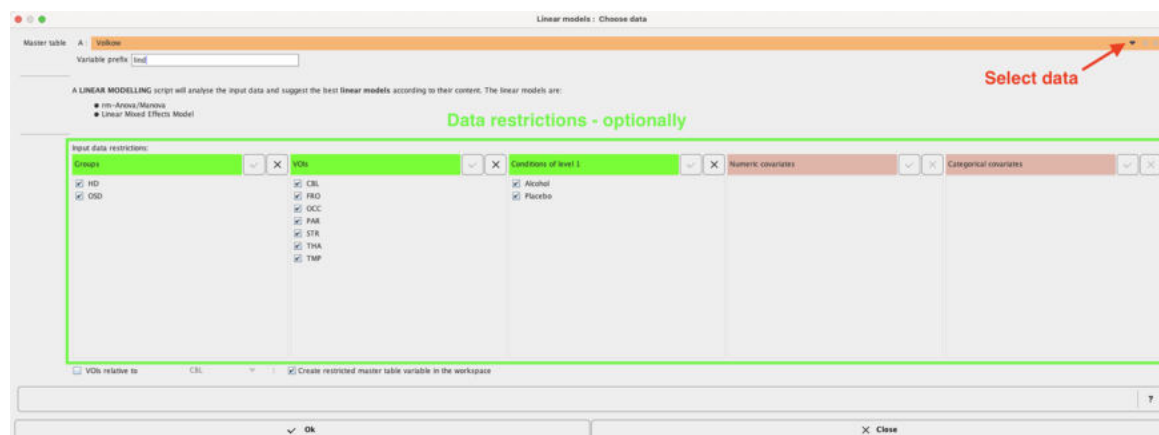 Linear models : Choose data
Master table A : Volkow
Variable prefix lmd
Select data
A LINEAR MODELLING script will analyse the input data and suggest the best linear models according to their content. The linear models are:
rm-Anova/Manova
Linear Mixed Effects Model
Data restrictions - optionally
Input data restrictions:
Groups VOIs Conditions of level 1 Numeric covariates Categorical covariates
HD CBL Alcohol
OSD FRO Placebo
OCC
PAR
STR
THA
TMP
VOIs relative to CBL Create restricted master table variable in the workspace
?
Ok Close